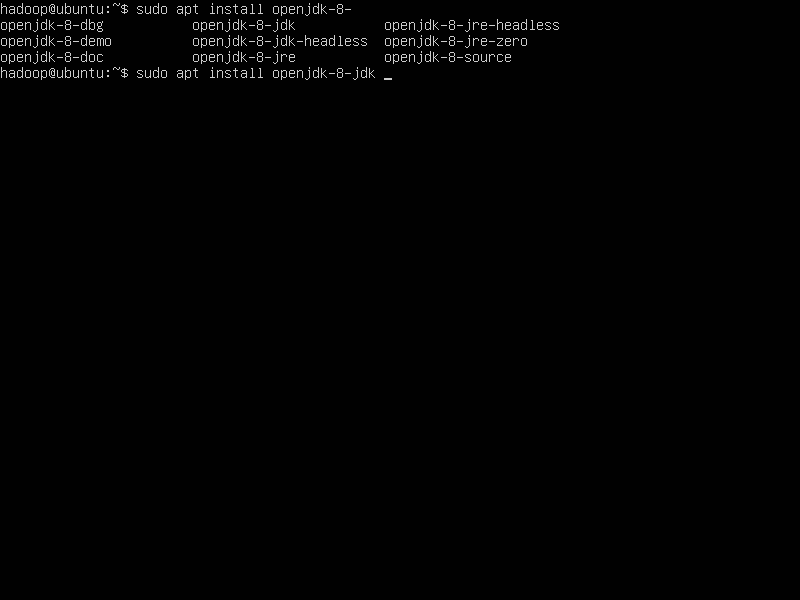 hadoop@ubuntu:~$ sudo apt install openjdk-8-
openjdk-8-dbg openjdk-8-jdk openjdk-8-jre-headless
openjdk-8-demo openjdk-8-jdk-headless openjdk-8-jre-zero
openjdk-8-doc openjdk-8-jre openjdk-8-source
hadoop@ubuntu:~$ sudo apt install openjdk-8-jdk _